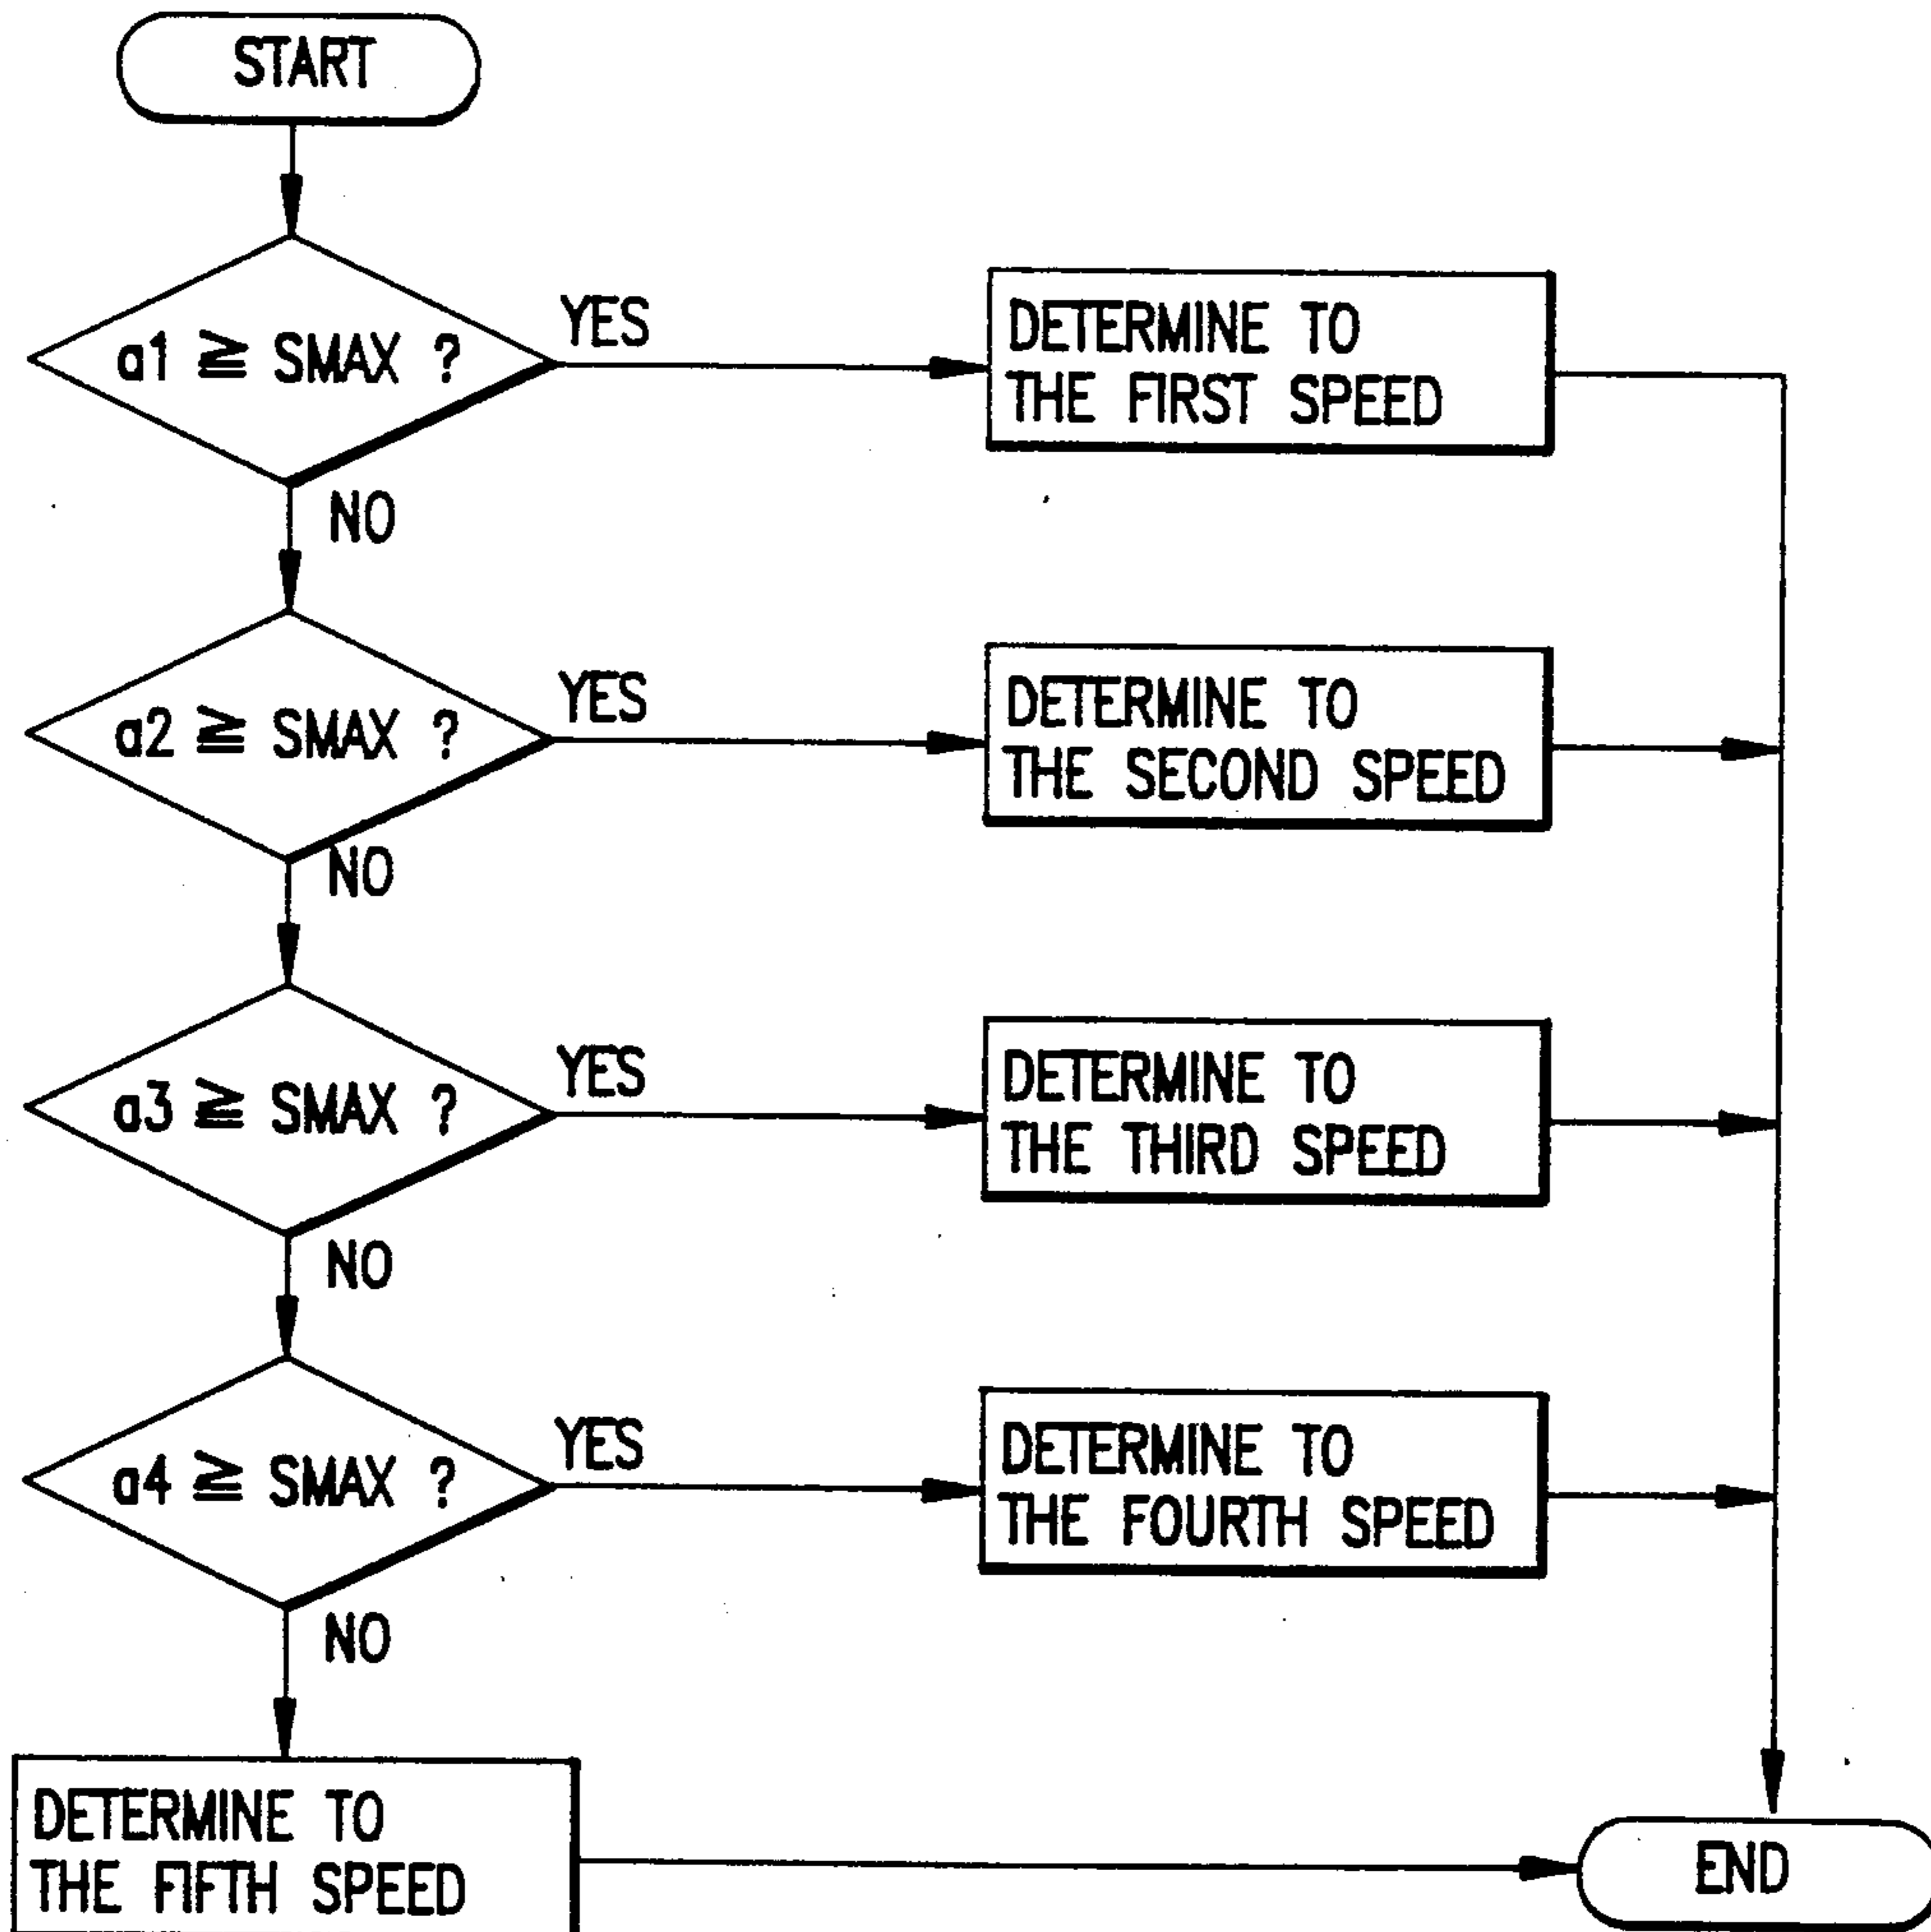 START
a1 ≧ SMAX ?
YES
DETERMINE TO
THE FIRST SPEED
NO
a2 ≧ SMAX ?
YES
DETERMINE TO
THE SECOND SPEED
NO
a3 ≧ SMAX ?
YES
DETERMINE TO
THE THIRD SPEED
NO
a4 ≧ SMAX ?
YES
DETERMINE TO
THE FOURTH SPEED
NO
DETERMINE TO
THE FIFTH SPEED
END